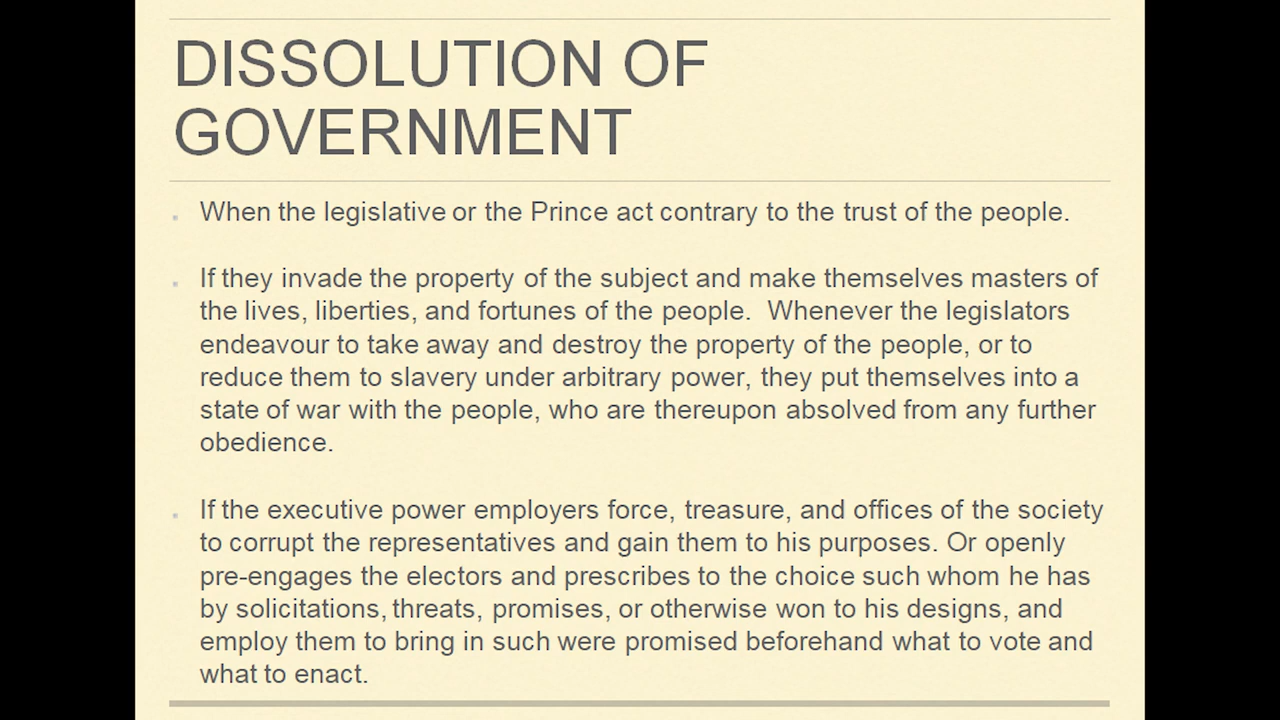 DISSOLUTION OF
GOVERNMENT
When the legislative or the Prince act contrary to the trust of the people.
If they invade the property of the subject and make themselves masters of
the lives, liberties, and fortunes of the people.  Whenever the legislators
endeavour to take away and destroy the property of the people, or to
reduce them to slavery under arbitrary power, they put themselves into a
state of war with the people, who are thereupon absolved from any further
obedience.
If the executive power employers force, treasure, and offices of the society
to corrupt the representatives and gain them to his purposes. Or openly
pre-engages the electors and prescribes to the choice such whom he has
by solicitations, threats, promises, or otherwise won to his designs, and
employ them to bring in such were promised beforehand what to vote and
what to enact.